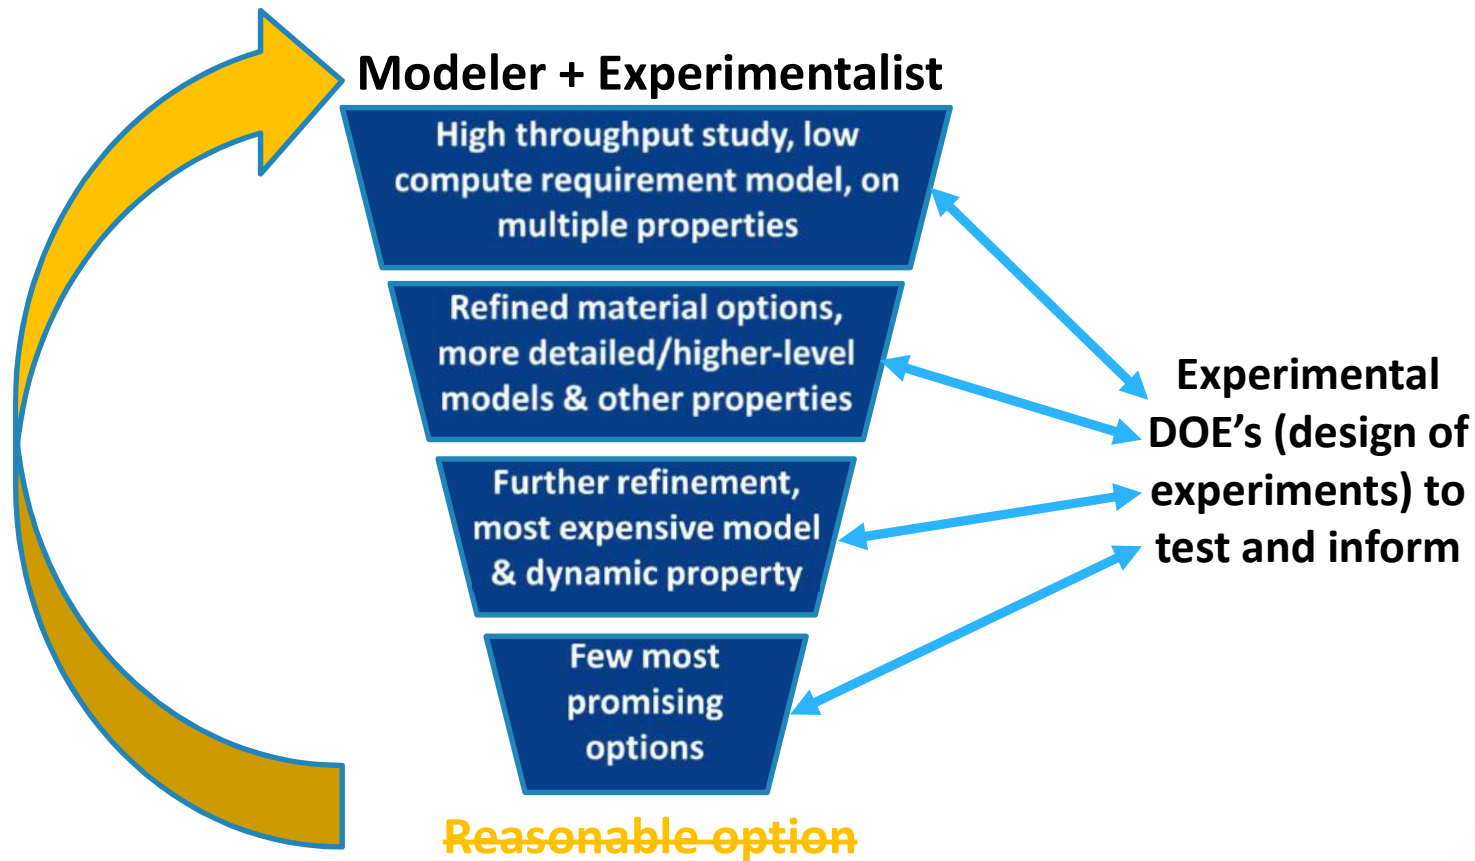 Modeler + Experimentalist
High throughput study, low
compute requirement model, on
multiple properties
Refined material options,
more detailed/higher-level
models & other properties
Further refinement,
most expensive model
& dynamic property
Few most
promising
options
Reasonable option
Experimental
DOE’s (design of
experiments) to
test and inform